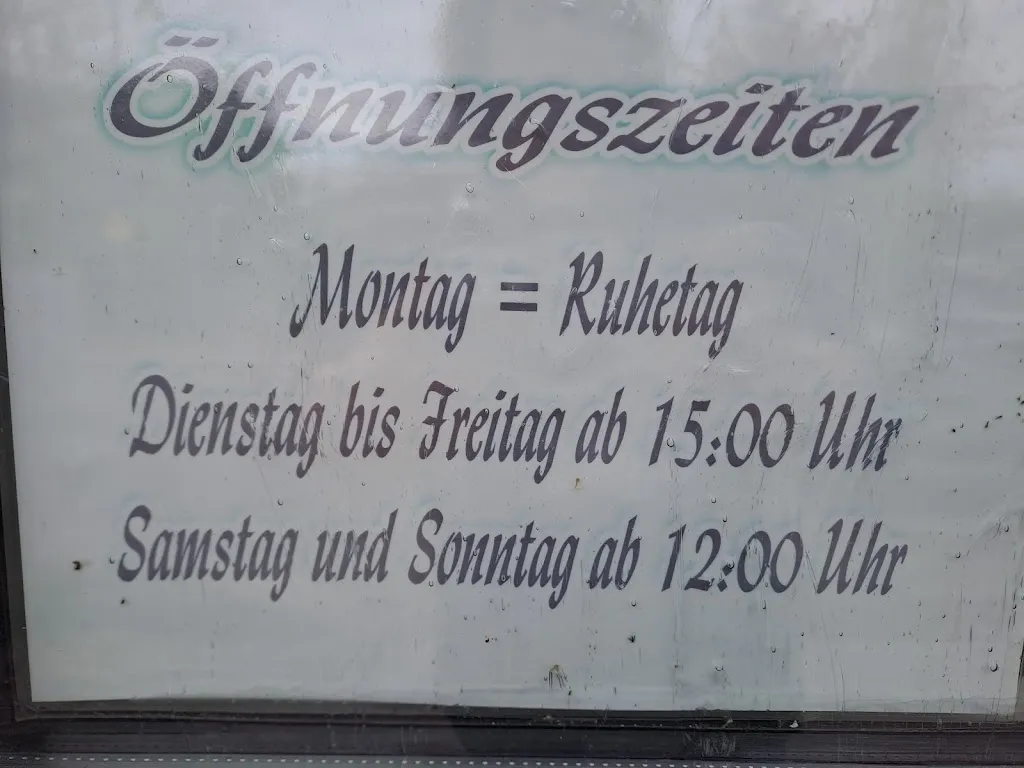 Öffnungszeiten
Montag = Ruhetag
Dienstag bis Freitag ab 15:00 Uhr
Samstag und Sonntag ab 12:00 Uhr